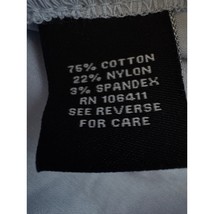 75% COTTON
22% NYLON
3% SPANDEX
RN 106411
SEE REVERSE
FOR CARE